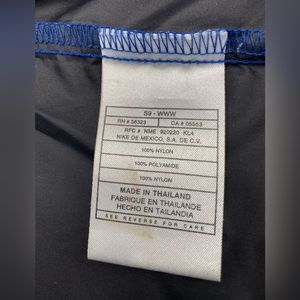 S9 - WWW
RN # 56323 CA # 05553
RFC # NME 920220 KL4
NIKE DE MEXICO, S.A. DE C.V.
100% NYLON
100% POLYAMIDE
100% NYLON
MADE IN THAILAND
FABRIQUE EN THAILANDE
HECHO EN TAILANDIA
SEE REVERSE FOR CARE